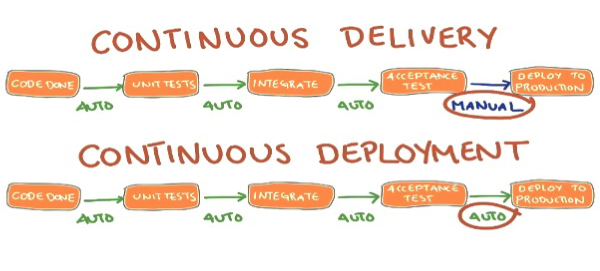 CONTINUOUS DELIVERY
CODE DONE
UNIT TESTS
INTEGRATE
ACCEPTANCE
TEST
DEPLOY TO
PRODUCTION
AUTO
AUTO
AUTO
MANUAL
CONTINUOUS DEPLOYMENT
CODE DONE
UNIT TESTS
INTEGRATE
ACCEPTANCE
TEST
DEPLOY TO
PRODUCTION
AUTO
AUTO
AUTO
AUTO